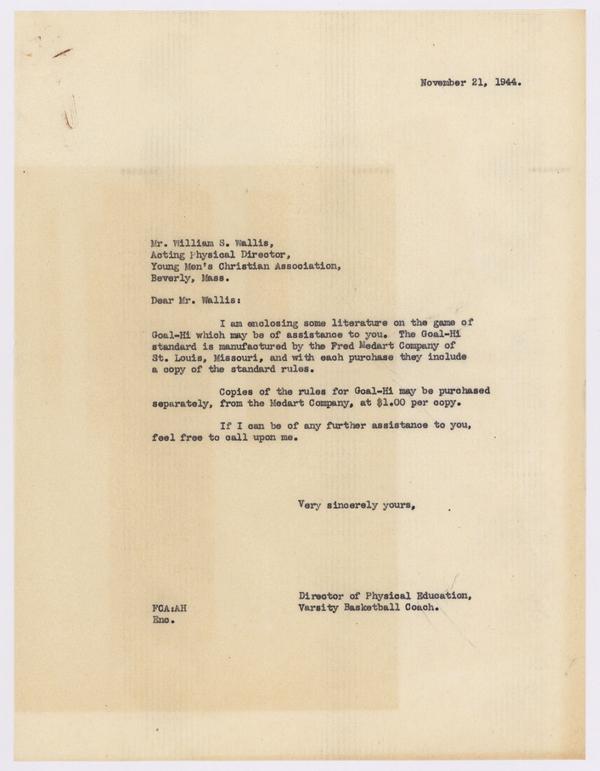 November 21, 1944.
Mr. William S. Wallis,
Acting Physical Director,
Young Men's Christian Association,
Beverly, Mass.
Dear Mr. Wallis:
I am enclosing some literature on the game of
Goal-Hi which may be of assistance to you. The Goal-Hi
standard is manufactured by the Fred Medart Company of
St. Louis, Missouri, and with each purchase they include
a copy of the standard rules.
Copies of the rules for Goal-Hi may be purchased
separately, from the Medart Company, at $1.00 per copy.
If I can be of any further assistance to you,
feel free to call upon me.
Very sincerely yours,
Director of Physical Education,
Varsity Basketball Coach.
FCA:AH
Enc.